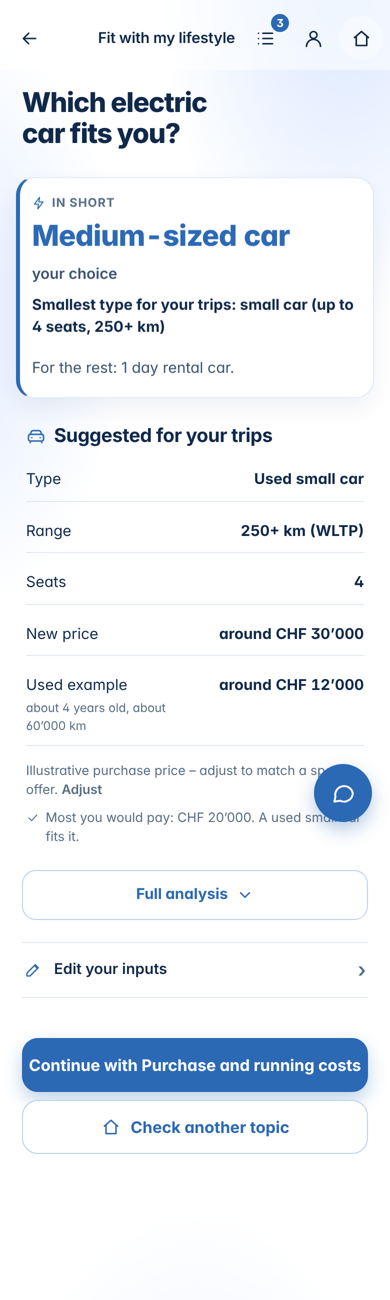 Fit with my lifestyle
3
Which electric
car fits you?
IN SHORT
Medium-sized car
your choice
Smallest type for your trips: small car (up to
4 seats, 250+ km)
For the rest: 1 day rental car.
Suggested for your trips
Type
Used small car
Range
250+ km (WLTP)
Seats
4
New price
around CHF 30’000
Used example
around CHF 12’000
about 4 years old, about
60’000 km
Illustrative purchase price – adjust to match a
offer. Adjust
Most you would pay: CHF 20’000. A used
fits it.
Full analysis
Edit your inputs
Continue with Purchase and running costs
Check another topic